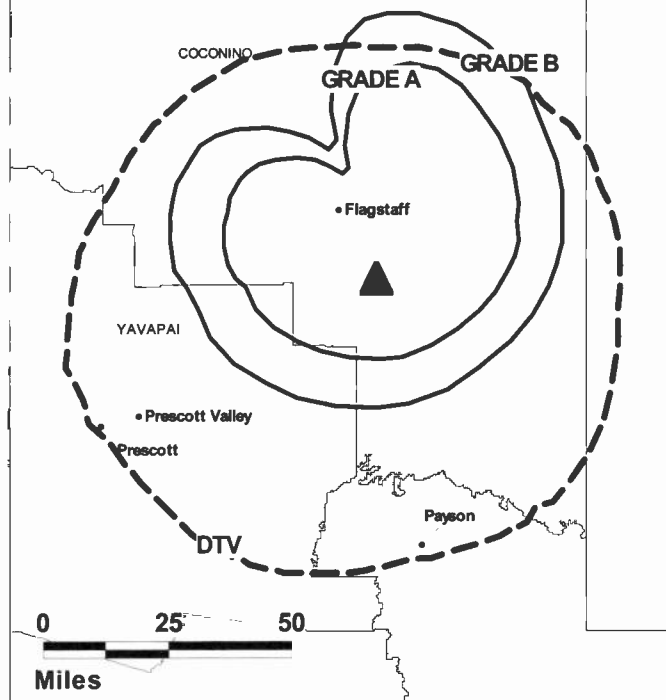 COCONINO
GRADE B
GRADE A
Flagstaff
YAVAPAI
Prescott Valley
Prescott
Payson
DTV
0 25 50
Miles